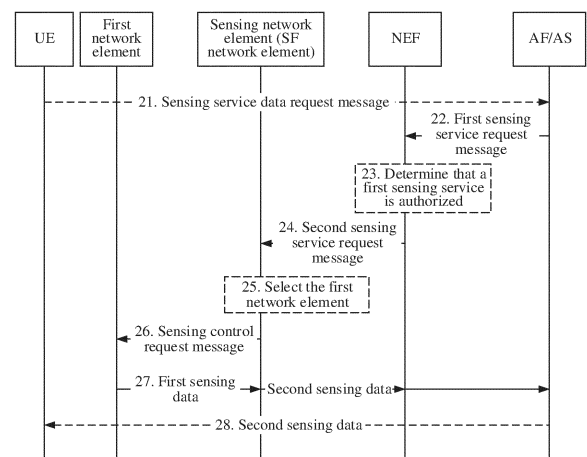 UE
First
network
element
Sensing network
element (SF
network element)
NEF
AF/AS
21. Sensing service data request message
22. First sensing
service request
message
23. Determine that a
first sensing service
is authorized
24. Second sensing
service request
message
25. Select the first
network element
26. Sensing control
request message
27. First sensing
data
Second sensing data
28. Second sensing data